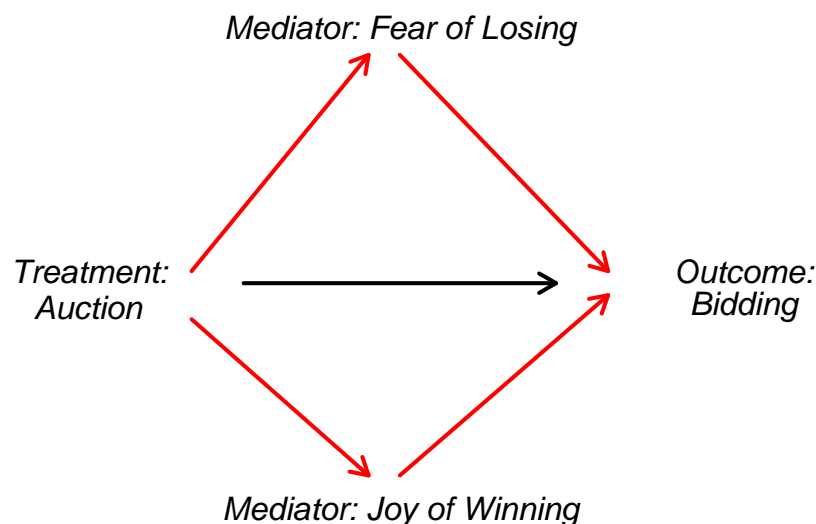 Mediator: Fear of Losing
Treatment:
Auction
Outcome:
Bidding
Mediator: Joy of Winning